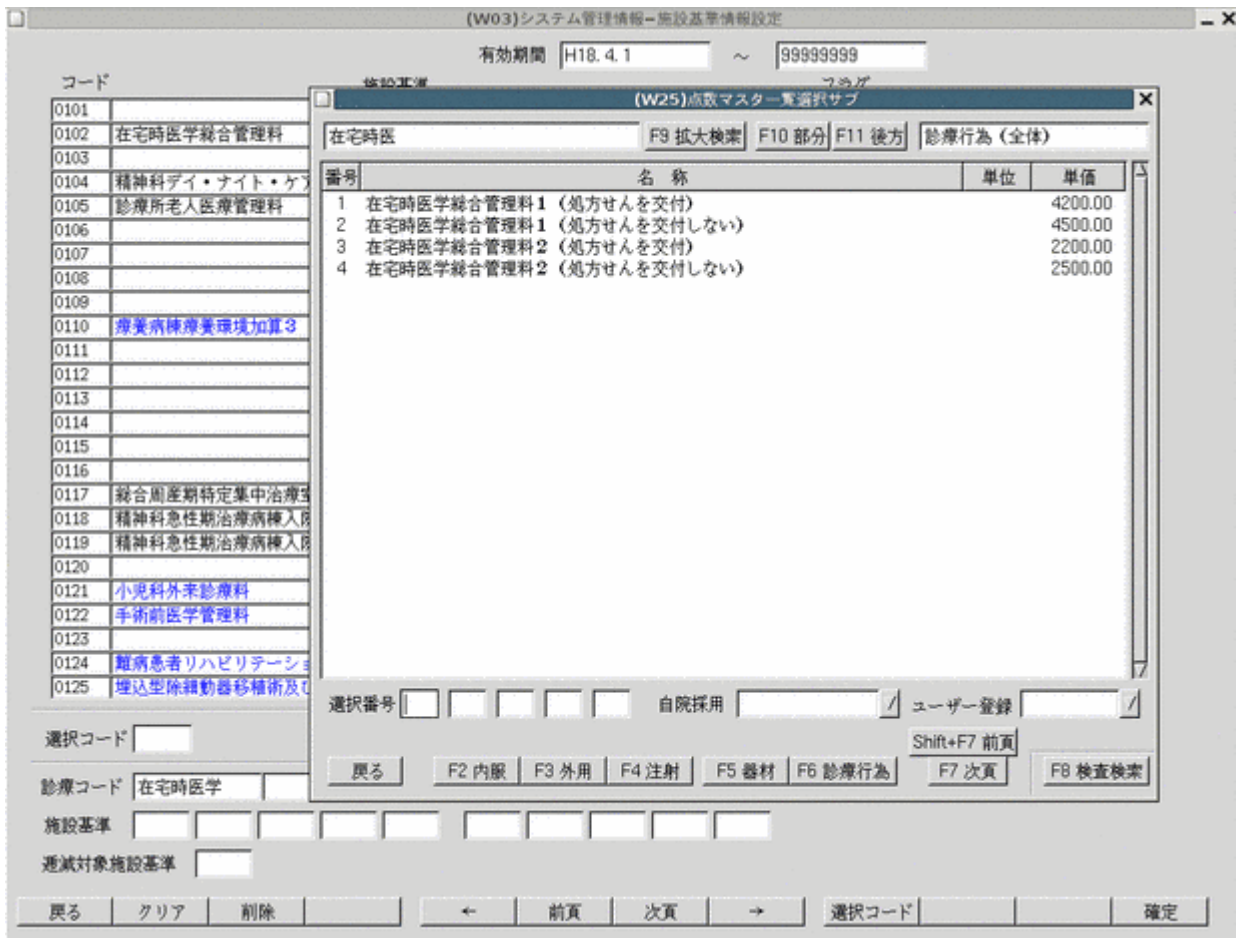 (W03)システム管理情報−施設基準情報設定
有効期間 H18. 4. 1 ～ 99999999
コード 施設基準 フラグ
0101
0102 在宅時医学総合管理料
0103
0104 精神科デイ・ナイト・ケア
0105 診療所老人医療管理料
0106
0107
0108
0109
0110 療養病棟療養環境加算３
0111
0112
0113
0114
0115
0116
0117 総合周産期特定集中治療室
0118 精神科急性期治療病棟入院
0119 精神科急性期治療病棟入院
0120
0121 小児科外来診療料
0122 手術前医学管理料
0123
0124 難病患者リハビリテーショ
0125 埋込型除細動器移植術及び
選択コード
診療コード 在宅時医学
施設基準
逓減対象施設基準
戻る クリア 削除 ← 前頁 次頁 → 選択コード 確定
(W25)点数マスター覧選択サブ
在宅時医 F9 拡大検索 F10 部分 F11 後方 診療行為（全体）
番号 名 称 単位 単価
1 在宅時医学総合管理料１（処方せんを交付） 4200.00
2 在宅時医学総合管理料１（処方せんを交付しない） 4500.00
3 在宅時医学総合管理料２（処方せんを交付） 2200.00
4 在宅時医学総合管理料２（処方せんを交付しない） 2500.00
選択番号 自院採用 ユーザー登録
Shift+F7 前頁
戻る F2 内服 F3 外用 F4 注射 F5 器材 F6 診療行為 F7 次頁 F8 検査検索